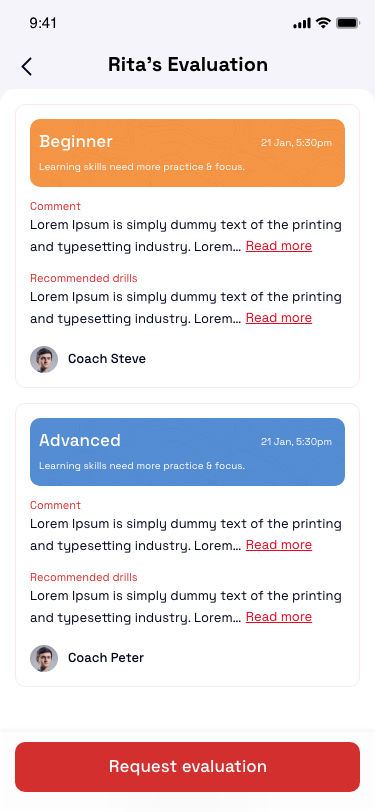 9:41
Rita's Evaluation
Beginner 21 Jan, 5:30pm
Learning skills need more practice & focus.
Comment
Lorem Ipsum is simply dummy text of the printing
and typesetting industry. Lorem... Read more
Recommended drills
Lorem Ipsum is simply dummy text of the printing
and typesetting industry. Lorem... Read more
Coach Steve
Advanced 21 Jan, 5:30pm
Learning skills need more practice & focus.
Comment
Lorem Ipsum is simply dummy text of the printing
and typesetting industry. Lorem... Read more
Recommended drills
Lorem Ipsum is simply dummy text of the printing
and typesetting industry. Lorem... Read more
Coach Peter
Request evaluation